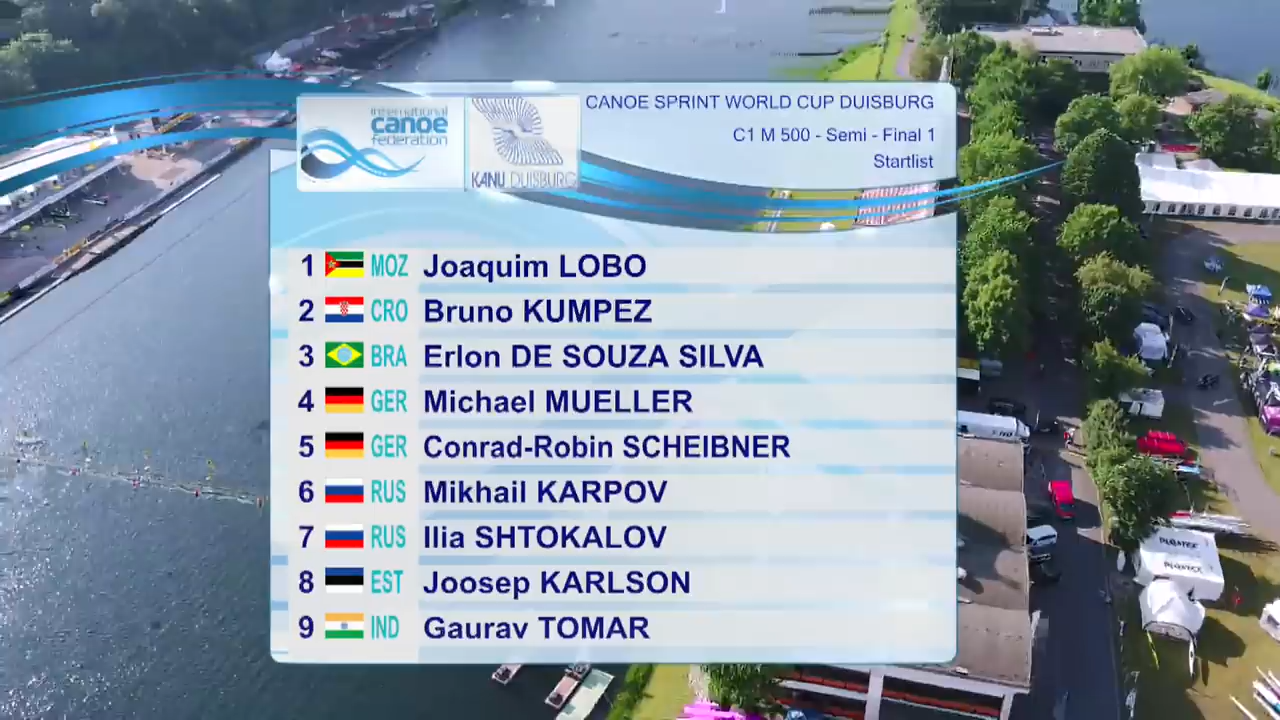 international
canoe
federation
KANU DUISBURG
CANOE SPRINT WORLD CUP DUISBURG
C1 M 500 - Semi - Final 1
Startlist
1 MOZ Joaquim LOBO
2 CRO Bruno KUMPEZ
3 BRA Erlon DE SOUZA SILVA
4 GER Michael MUELLER
5 GER Conrad-Robin SCHEIBNER
6 RUS Mikhail KARPOV
7 RUS Ilia SHTOKALOV
8 EST Joosep KARLSON
9 IND Gaurav TOMAR